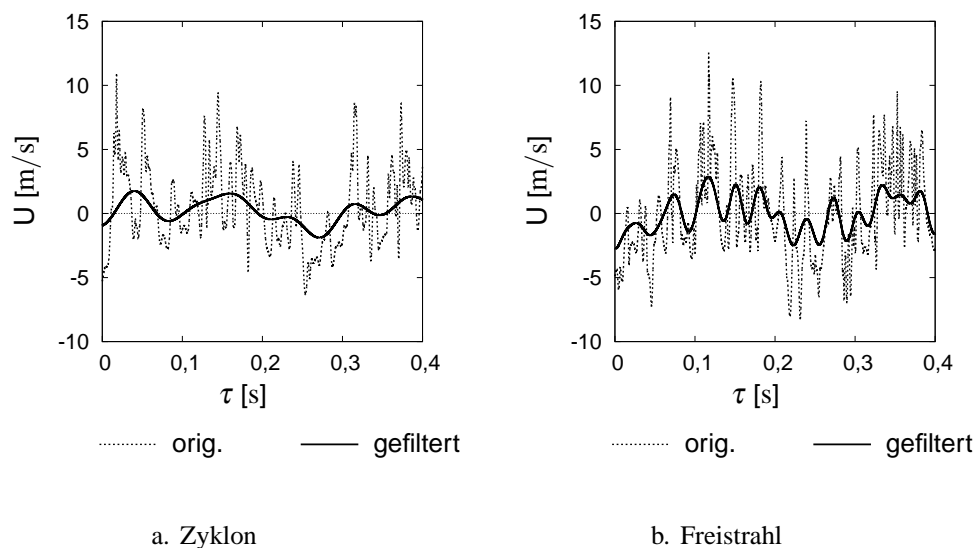 15
10
5
0
-5
-10
U [m/s]
0
0,1
0,2
0,3
0,4
τ [s]
orig.
gefiltert
a. Zyklon
15
10
5
0
-5
-10
U [m/s]
0
0,1
0,2
0,3
0,4
τ [s]
orig.
gefiltert
b. Freistrahl